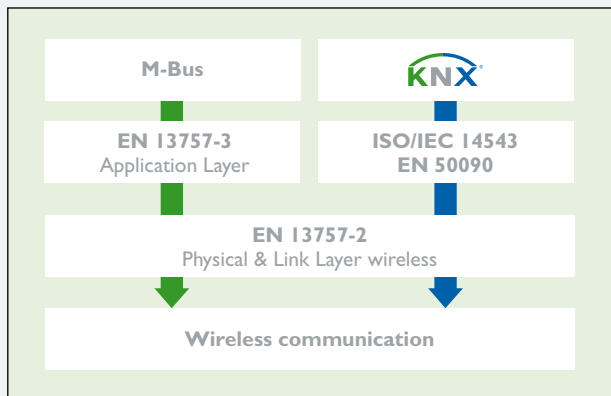 M-Bus
KNX®
EN 13757-3
Application Layer
ISO/IEC 14543
EN 50090
EN 13757-2
Physical & Link Layer wireless
Wireless communication